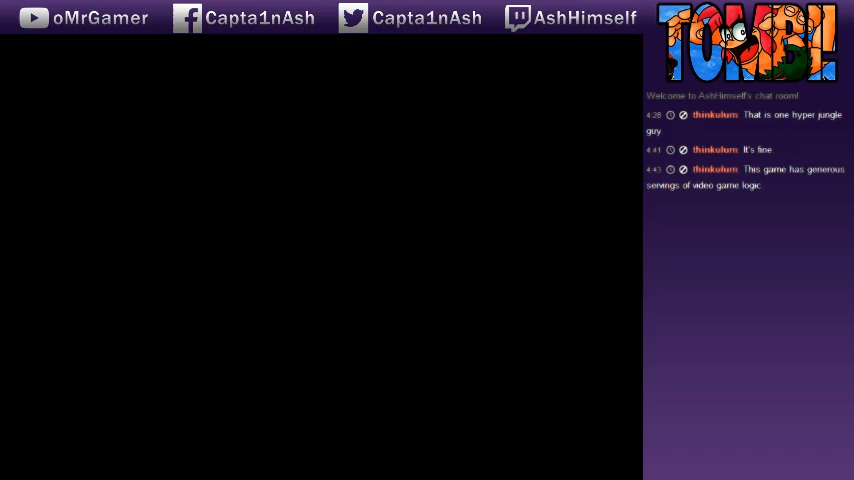 oMrGamer Capta1nAsh Capta1nAsh AshHimself
TOMBI!
Welcome to AshHimself's chat room!
4:28 thinkulum: That is one hyper jungle
guy
4:41 thinkulum: It's fine
4:43 thinkulum: This game has generous
servings of video game logic